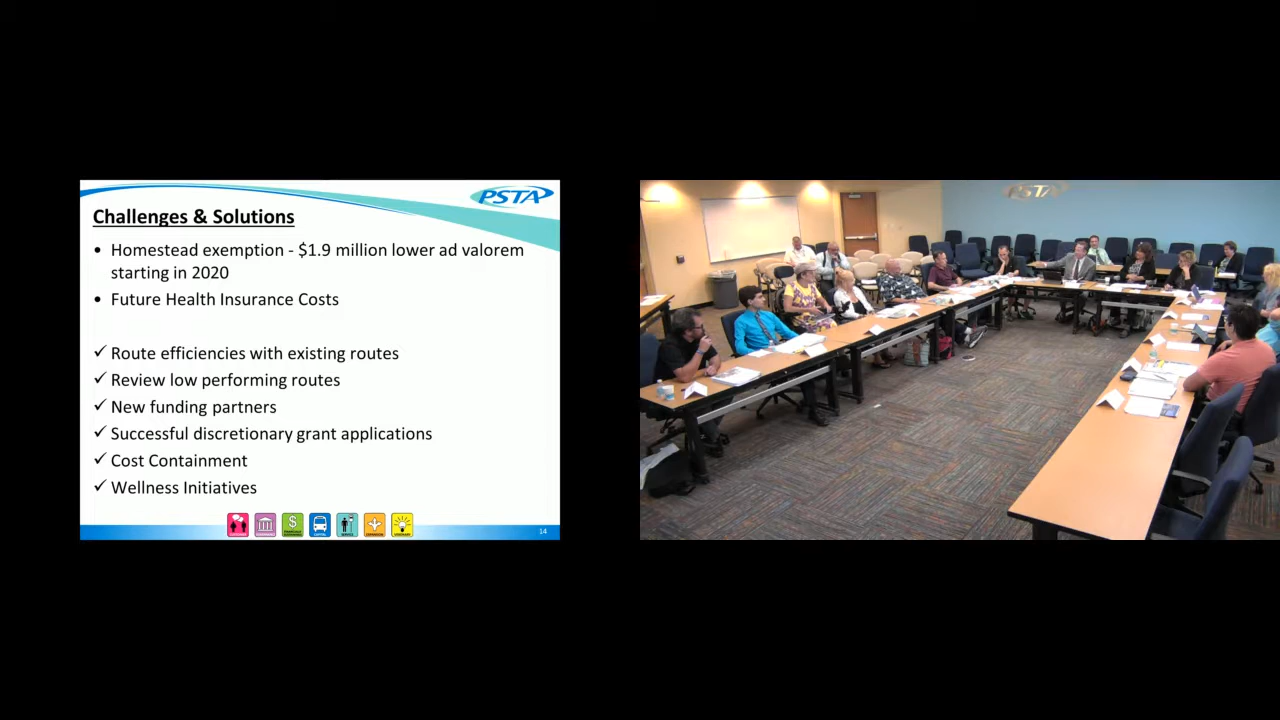 PSTA
Challenges & Solutions
• Homestead exemption - $1.9 million lower ad valorem
starting in 2020
• Future Health Insurance Costs
✓ Route efficiencies with existing routes
✓ Review low performing routes
✓ New funding partners
✓ Successful discretionary grant applications
✓ Cost Containment
✓ Wellness Initiatives
14
PSTA